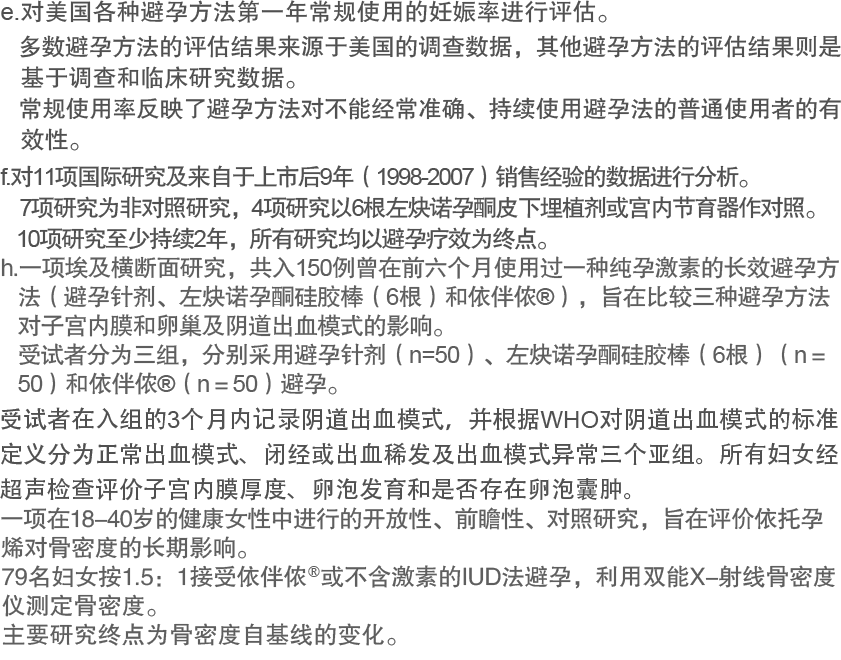 e.对美国各种避孕方法第一年常规使用的妊娠率进行评估。
多数避孕方法的评估结果来源于美国的调查数据，其他避孕方法的评估结果则是
基于调查和临床研究数据。
常规使用率反映了避孕方法对不能经常准确、持续使用避孕法的普通使用者的有
效性。
f.对11项国际研究及来自于上市后9年（1998-2007）销售经验的数据进行分析。
7项研究为非对照研究，4项研究以6根左炔诺孕酮皮下埋植剂或宫内节育器作对照。
10项研究至少持续2年，所有研究均以避孕疗效为终点。
h.一项埃及横断面研究，共入150例曾在前六个月使用过一种纯孕激素的长效避孕方
法（避孕针剂、左炔诺孕酮硅胶棒（6根）和依伴侬®），旨在比较三种避孕方法
对子宫内膜和卵巢及阴道出血模式的影响。
受试者分为三组，分别采用避孕针剂（n=50）、左炔诺孕酮硅胶棒（6根）（n＝
50）和依伴侬®（n＝50）避孕。
受试者在入组的3个月内记录阴道出血模式，并根据WHO对阴道出血模式的标准
定义分为正常出血模式、闭经或出血稀发及出血模式异常三个亚组。所有妇女经
超声检查评价子宫内膜厚度、卵泡发育和是否存在卵泡囊肿。
一项在18–40岁的健康女性中进行的开放性、前瞻性、对照研究，旨在评价依托孕
烯对骨密度的长期影响。
79名妇女按1.5：1接受依伴侬®或不含激素的IUD法避孕，利用双能X–射线骨密度
仪测定骨密度。
主要研究终点为骨密度自基线的变化。